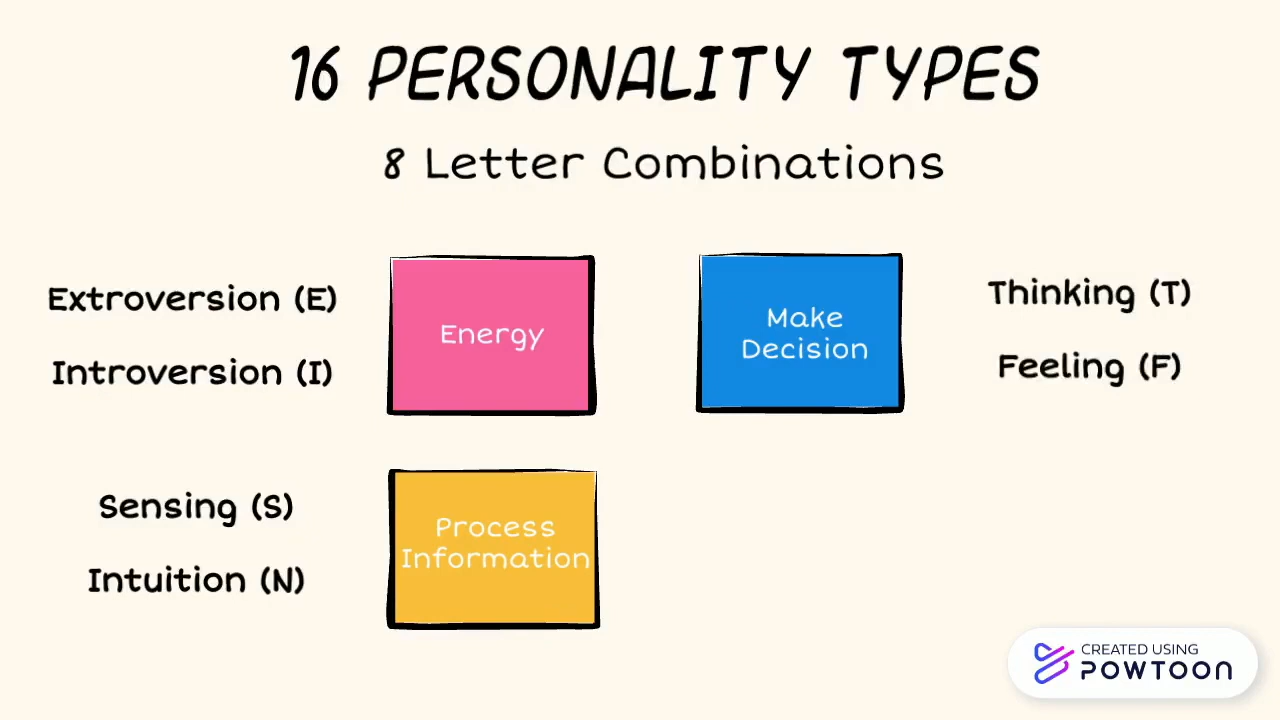 16 PERSONALITY TYPES
8 Letter Combinations
Extroversion (E)
Introversion (I)
Energy
Make
Decision
Thinking (T)
Feeling (F)
Sensing (S)
Intuition (N)
Process
Information
CREATED USING
POWTOON